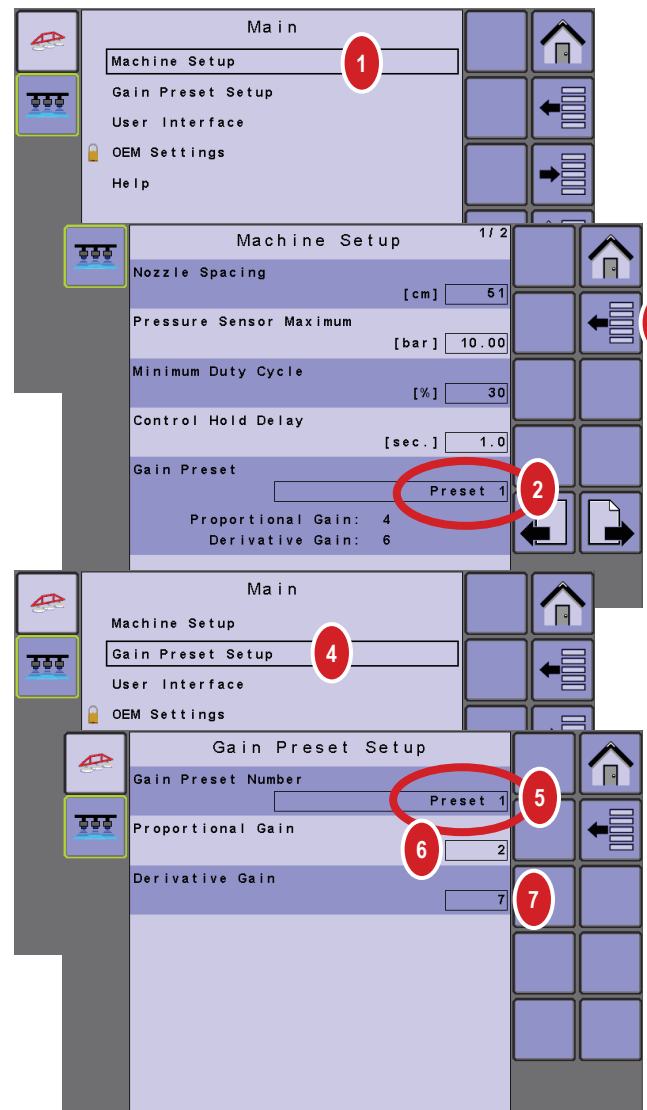 Main
Machine Setup
1
Gain Preset Setup
User Interface
OEM Settings
Help
Machine Setup
1/2
Nozzle Spacing
[cm] 51
Pressure Sensor Maximum
[bar] 10.00
Minimum Duty Cycle
[%] 30
Control Hold Delay
[sec.] 1.0
Gain Preset
Preset 1
2
Proportional Gain: 4
Derivative Gain: 6
Main
Machine Setup
Gain Preset Setup
4
User Interface
OEM Settings
Gain Preset Setup
Gain Preset Number
Preset 1
5
Proportional Gain
6
2
Derivative Gain
7
7